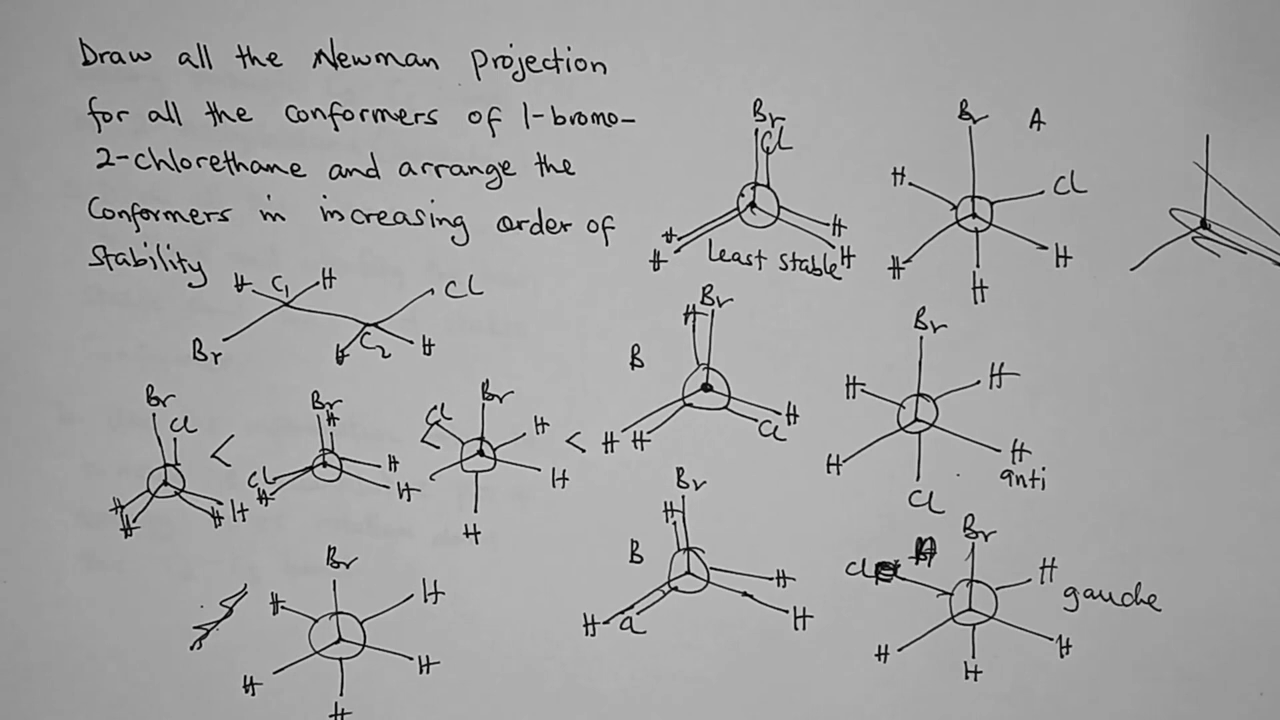 Draw all the Newman projection
for all the conformers of 1-bromo-
2-chlorethane and arrange the
Conformers in increasing order of
Stability
H C1 H
Cl
Br
H C2 H
Br
Cl
H H
H H
Least stable
Br A
H Cl
H H
H
Br
H
B
H H H
Cl
Br
H H
H H
Cl anti
Br
Cl
H H H H
<
Br
H
Cl H
H H
<
Br
Cl H
H
H
<
Br
H
B
H H
H Cl
Br
Cl H
gauche
H H
H
Br
H H
H H
H